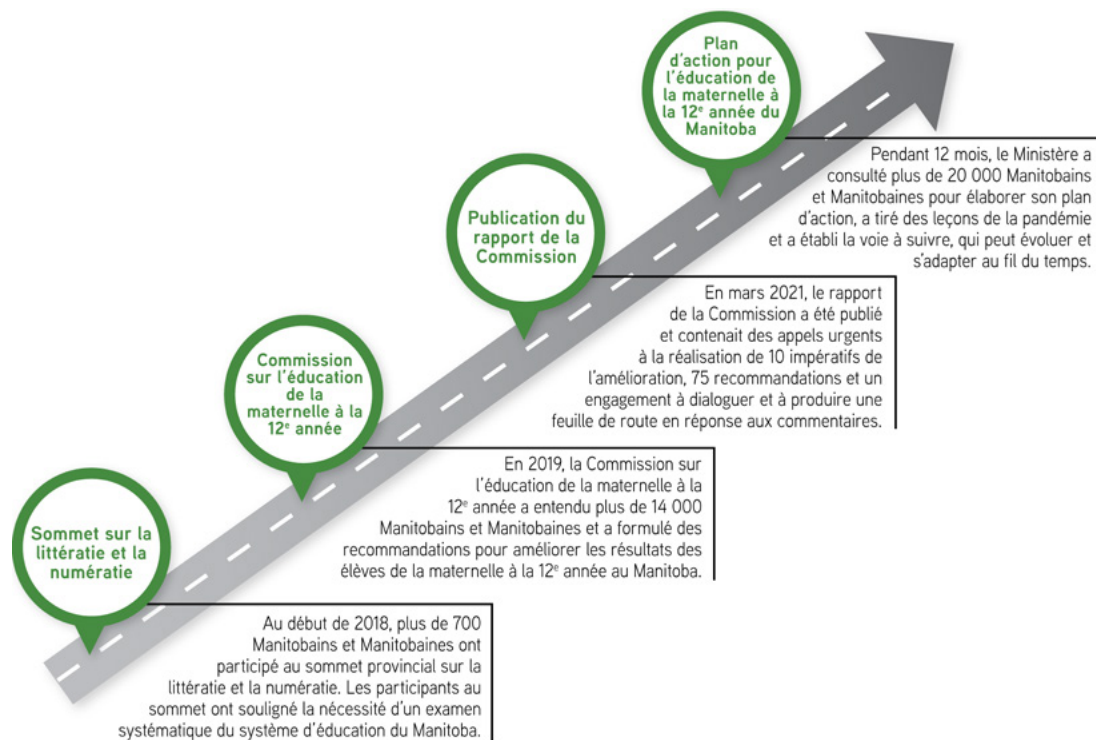 Plan
d'action pour
l'éducation de
la maternelle à
la 12e année du
Manitoba
Pendant 12 mois, le Ministère a
consulté plus de 20 000 Manitobains
et Manitobaines pour élaborer son plan
d'action, a tiré des leçons de la pandémie
et a établi la voie à suivre, qui peut évoluer et
s'adapter au fil du temps.
Publication du
rapport de la
Commission
En mars 2021, le rapport
de la Commission a été publié
et contenait des appels urgents
à la réalisation de 10 impératifs de
l'amélioration, 75 recommandations et un
engagement à dialoguer et à produire une
feuille de route en réponse aux commentaires.
Commission
sur l'éducation
de la
maternelle à la
12e année
En 2019, la Commission sur
l'éducation de la maternelle à la
12e année a entendu plus de 14 000
Manitobains et Manitobaines et a formulé des
recommandations pour améliorer les résultats des
élèves de la maternelle à la 12e année au Manitoba.
Sommet sur la
littératie et la
numératie
Au début de 2018, plus de 700
Manitobains et Manitobaines ont
participé au sommet provincial sur la
littératie et la numératie. Les participants au
sommet ont souligné la nécessité d'un examen
systématique du système d'éducation du Manitoba.